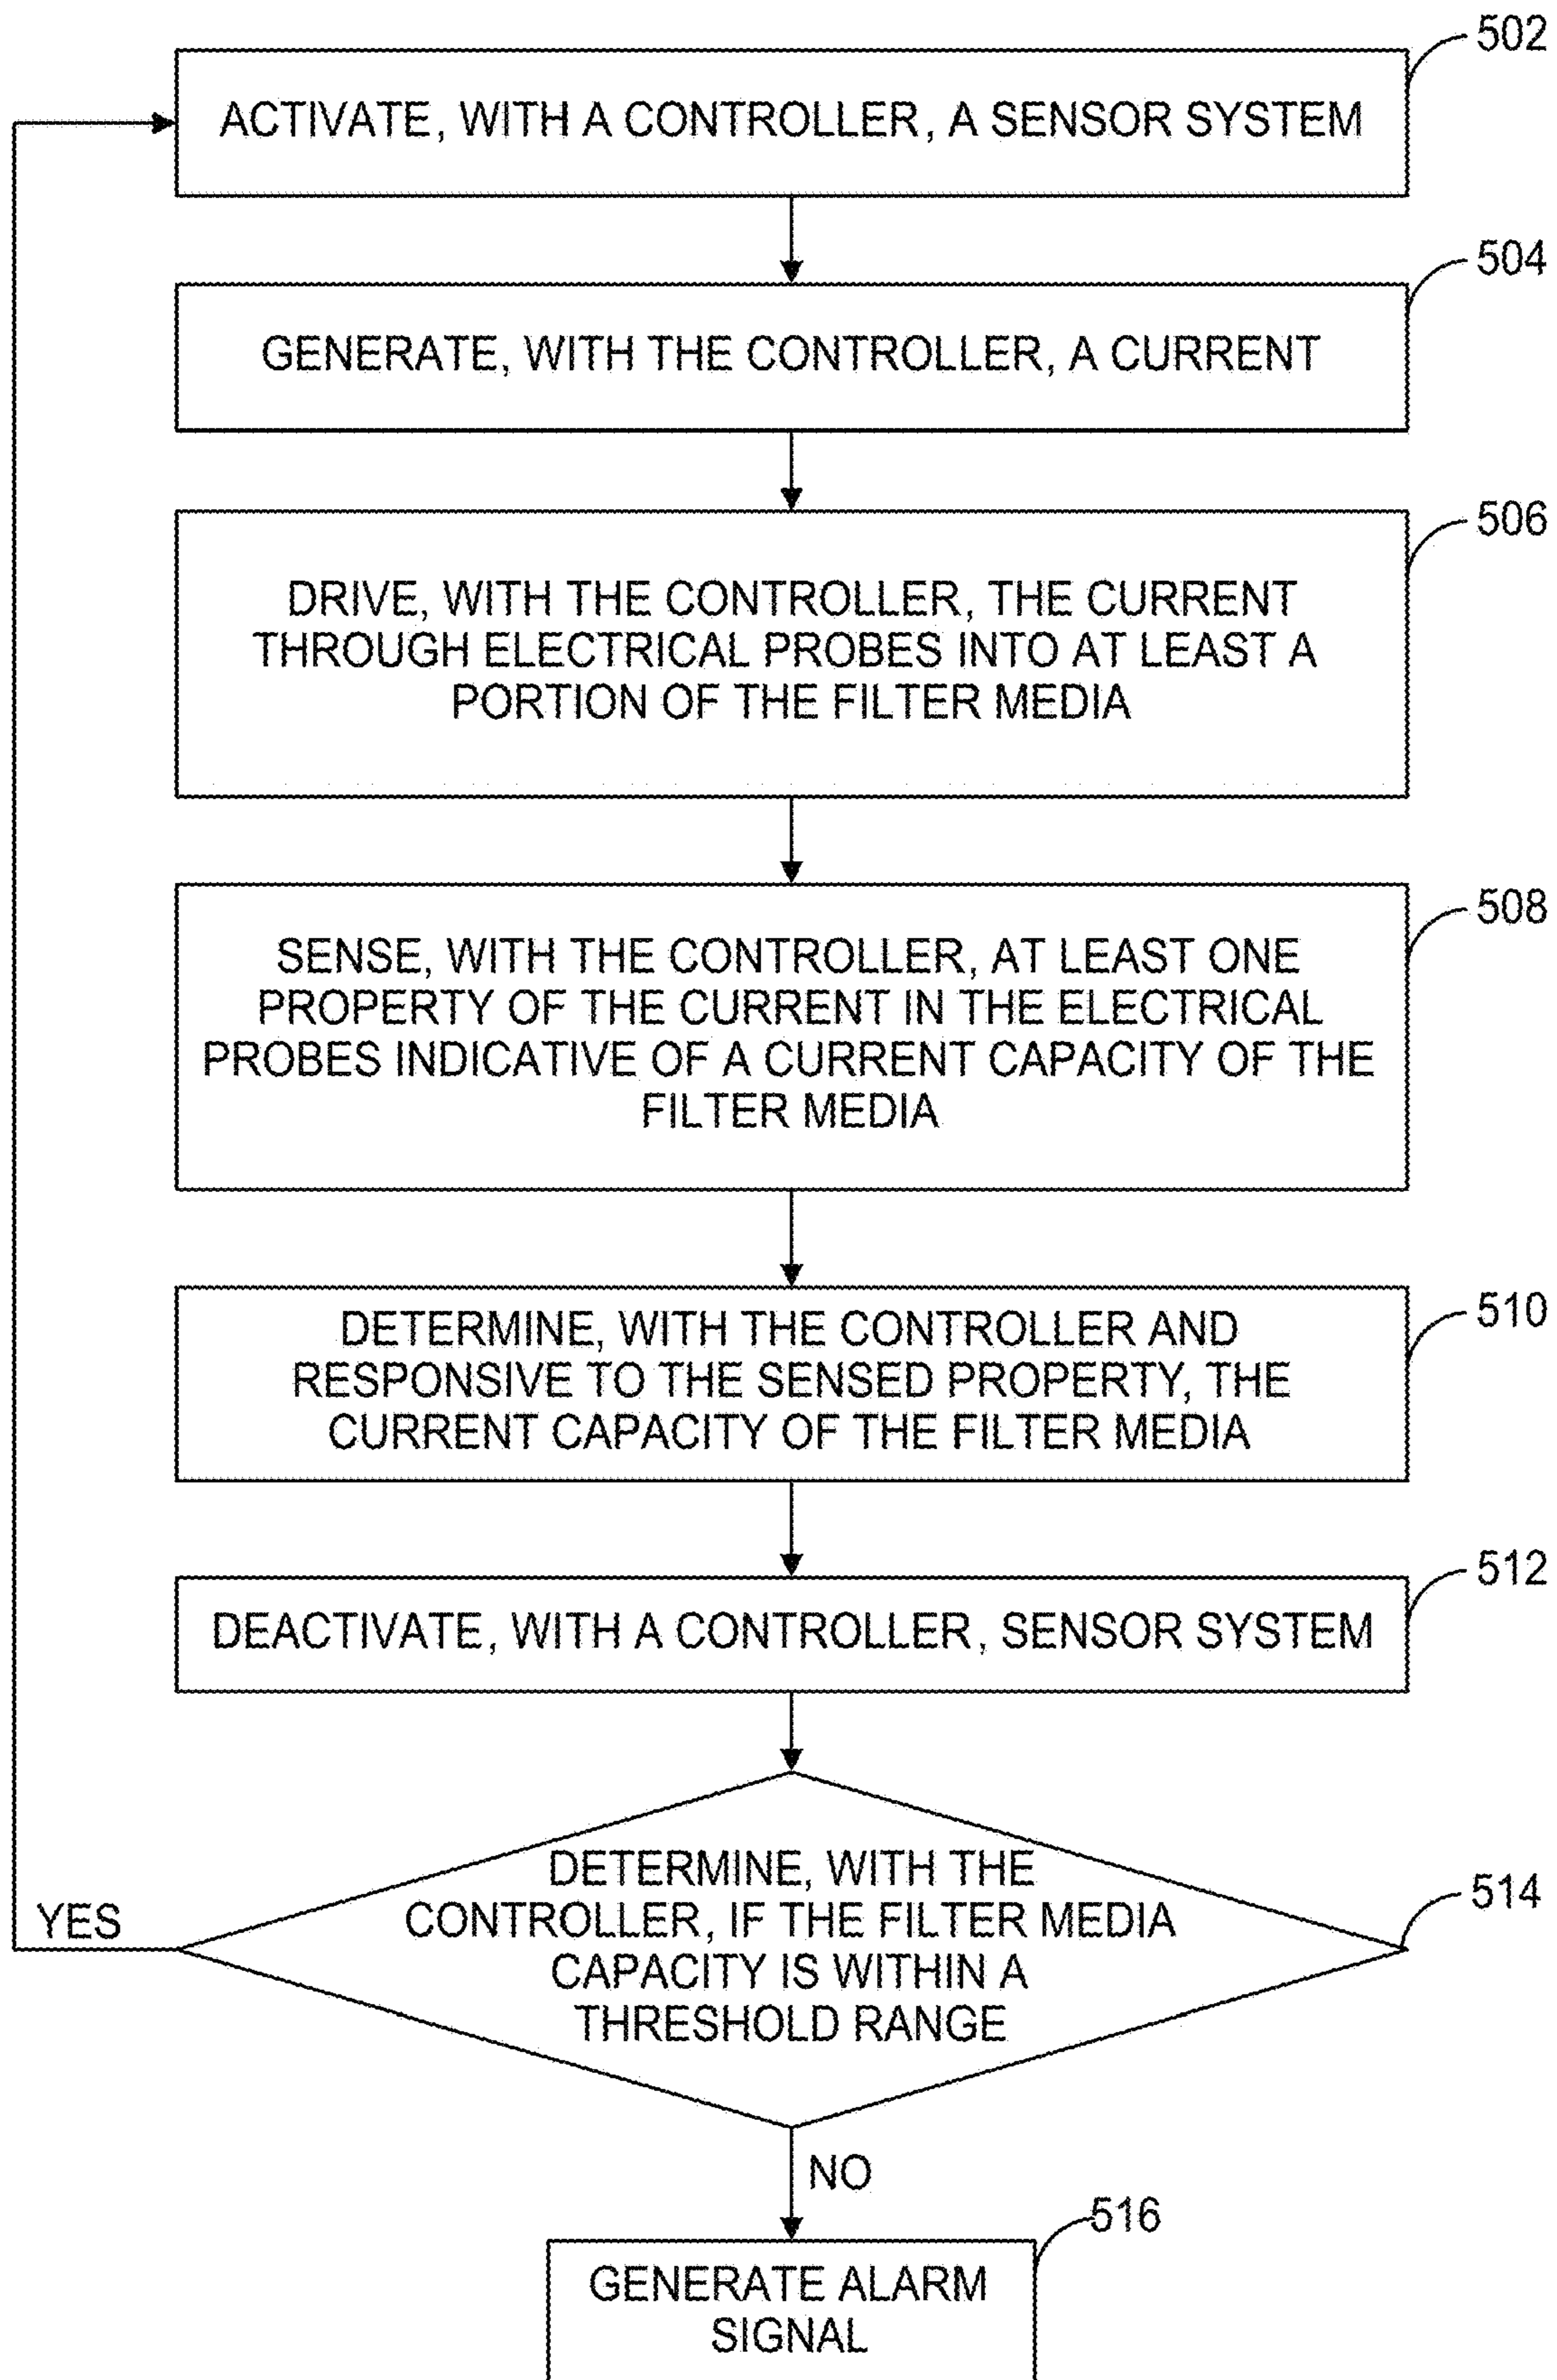 502
ACTIVATE, WITH A CONTROLLER, A SENSOR SYSTEM
504
GENERATE, WITH THE CONTROLLER, A CURRENT
506
DRIVE, WITH THE CONTROLLER, THE CURRENT
THROUGH ELECTRICAL PROBES INTO AT LEAST A
PORTION OF THE FILTER MEDIA
508
SENSE, WITH THE CONTROLLER, AT LEAST ONE
PROPERTY OF THE CURRENT IN THE ELECTRICAL
PROBES INDICATIVE OF A CURRENT CAPACITY OF THE
FILTER MEDIA
510
DETERMINE, WITH THE CONTROLLER AND
RESPONSIVE TO THE SENSED PROPERTY, THE
CURRENT CAPACITY OF THE FILTER MEDIA
512
DEACTIVATE, WITH A CONTROLLER, SENSOR SYSTEM
514
DETERMINE, WITH THE
CONTROLLER, IF THE FILTER MEDIA
CAPACITY IS WITHIN A
THRESHOLD RANGE
YES
NO
516
GENERATE ALARM
SIGNAL